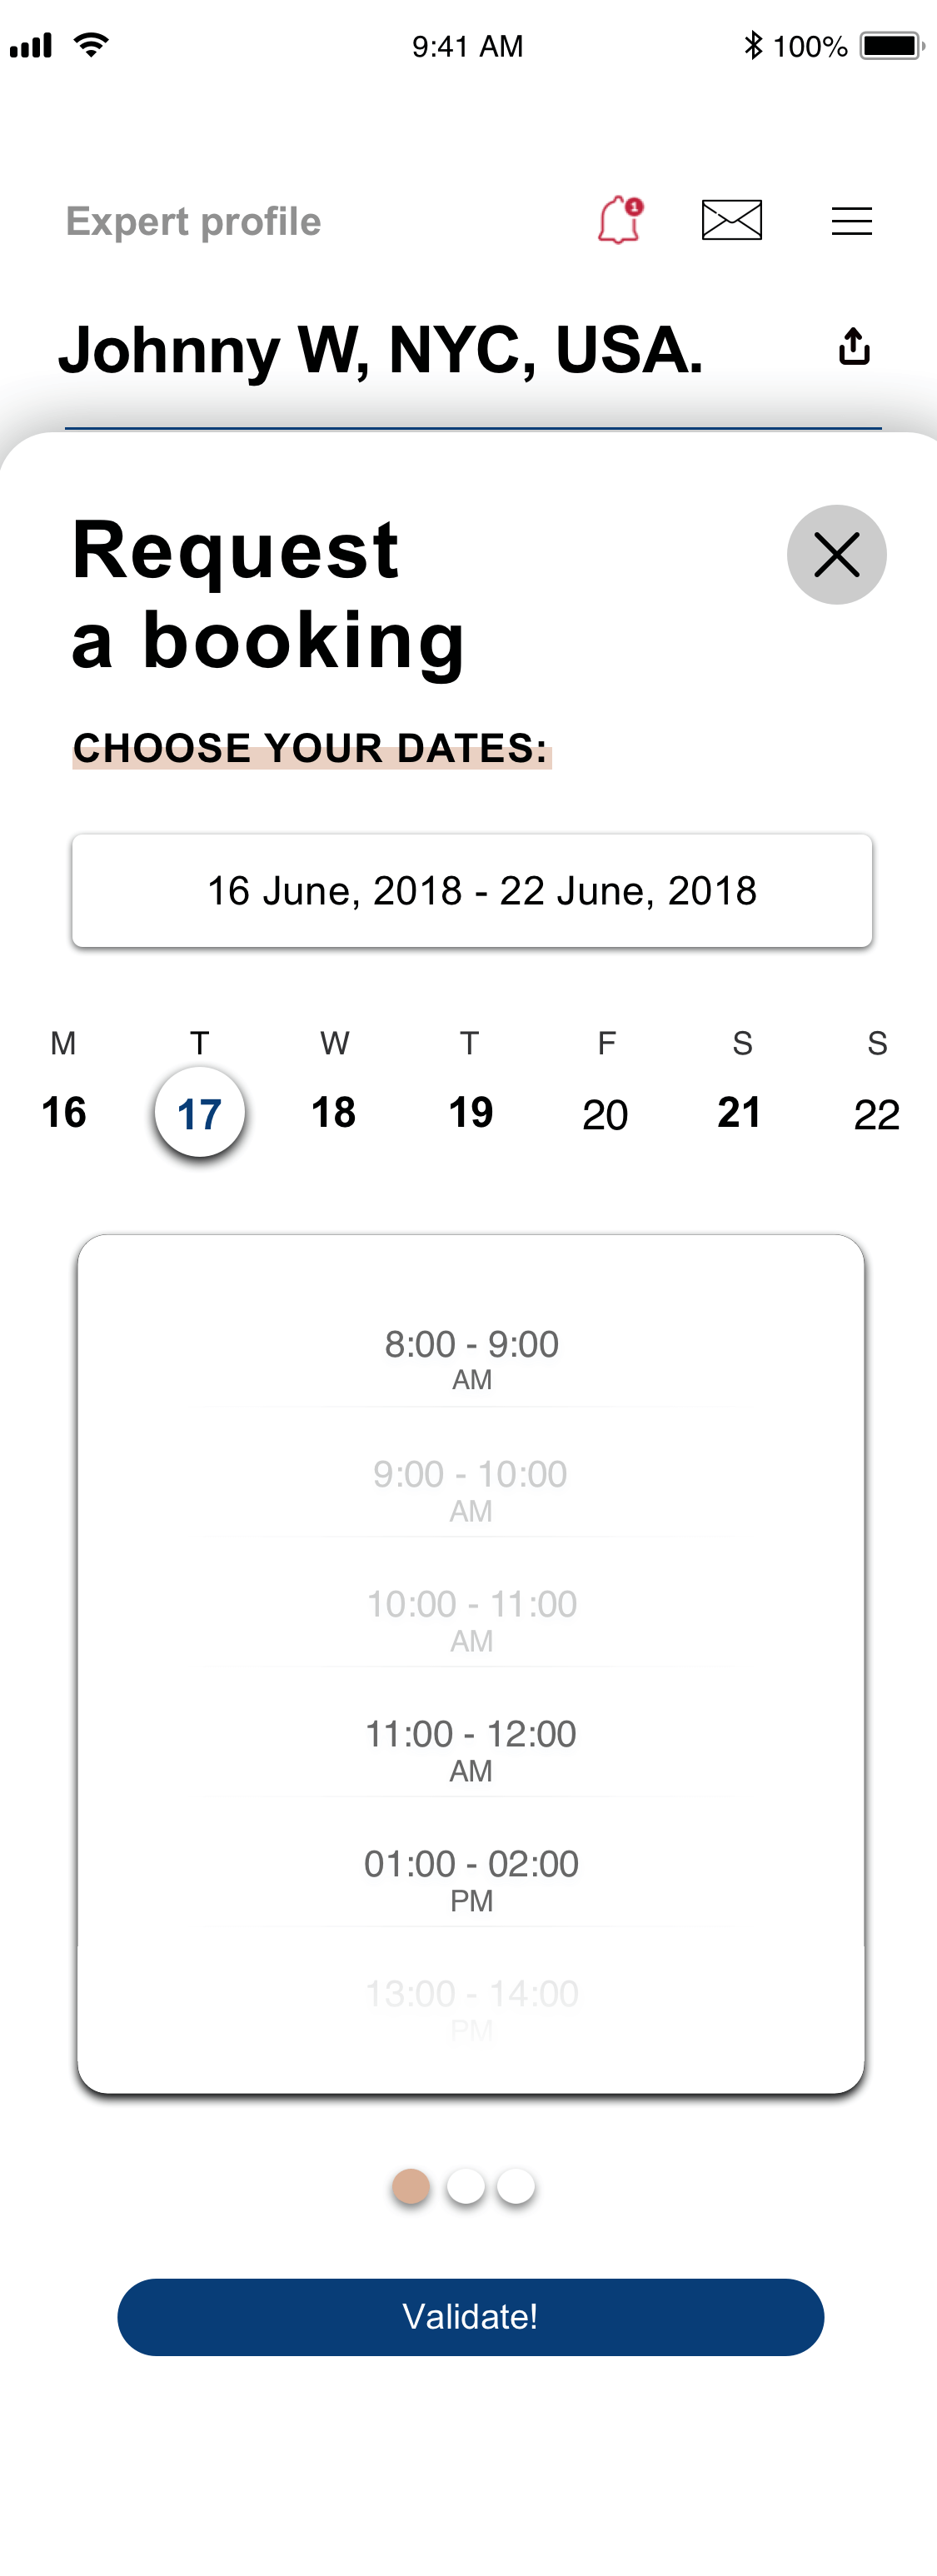 9:41 AM
100%
Expert profile
1
Johnny W, NYC, USA.
Request
a booking
CHOOSE YOUR DATES:
16 June, 2018 - 22 June, 2018
M T W T F S S
16 17 18 19 20 21 22
8:00 - 9:00
AM
9:00 - 10:00
AM
10:00 - 11:00
AM
11:00 - 12:00
AM
01:00 - 02:00
PM
13:00 - 14:00
PM
Validate!